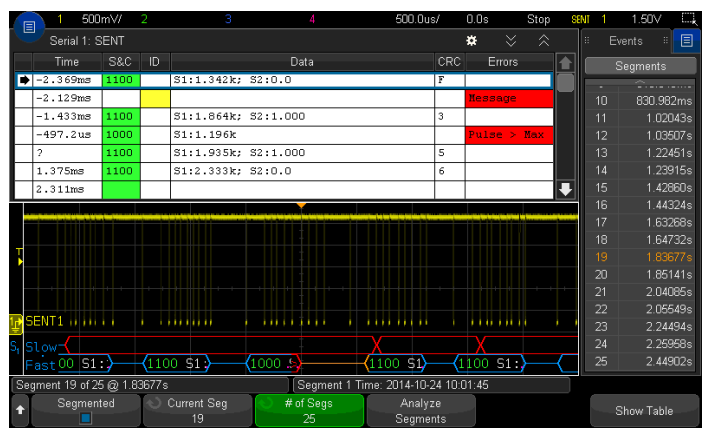 1 500mV/ 2 3 4 500.0us/ 0.0s Stop SENT 1 1.50V
Serial 1: SENT
Time S&C ID Data CRC Errors
-2.369ms 1100 S1:1.342k; S2:0.0 F
-2.129ms Message
-1.433ms 1100 S1:1.864k; S2:1.000 3
-497.2us 1000 S1:1.196k Pulse > Max
? 1100 S1:1.935k; S2:1.000 5
1.375ms 1100 S1:2.333k; S2:0.0 6
2.311ms
Events
Segments
10 830.982ms
11 1.02043s
12 1.03507s
13 1.22451s
14 1.23915s
15 1.42860s
16 1.44324s
17 1.63268s
18 1.64732s
19 1.83677s
20 1.85141s
21 2.04085s
22 2.05549s
23 2.24494s
24 2.25958s
25 2.44902s
T
SENT1
S1 Slow
Fast 00 S1: 1100 S1 1000 1100 S1 1100 S1:
Segment 19 of 25 @ 1.83677s Segment 1 Time: 2014-10-24 10:01:45
Segmented
Current Seg
19
# of Segs
25
Analyze
Segments
Show Table